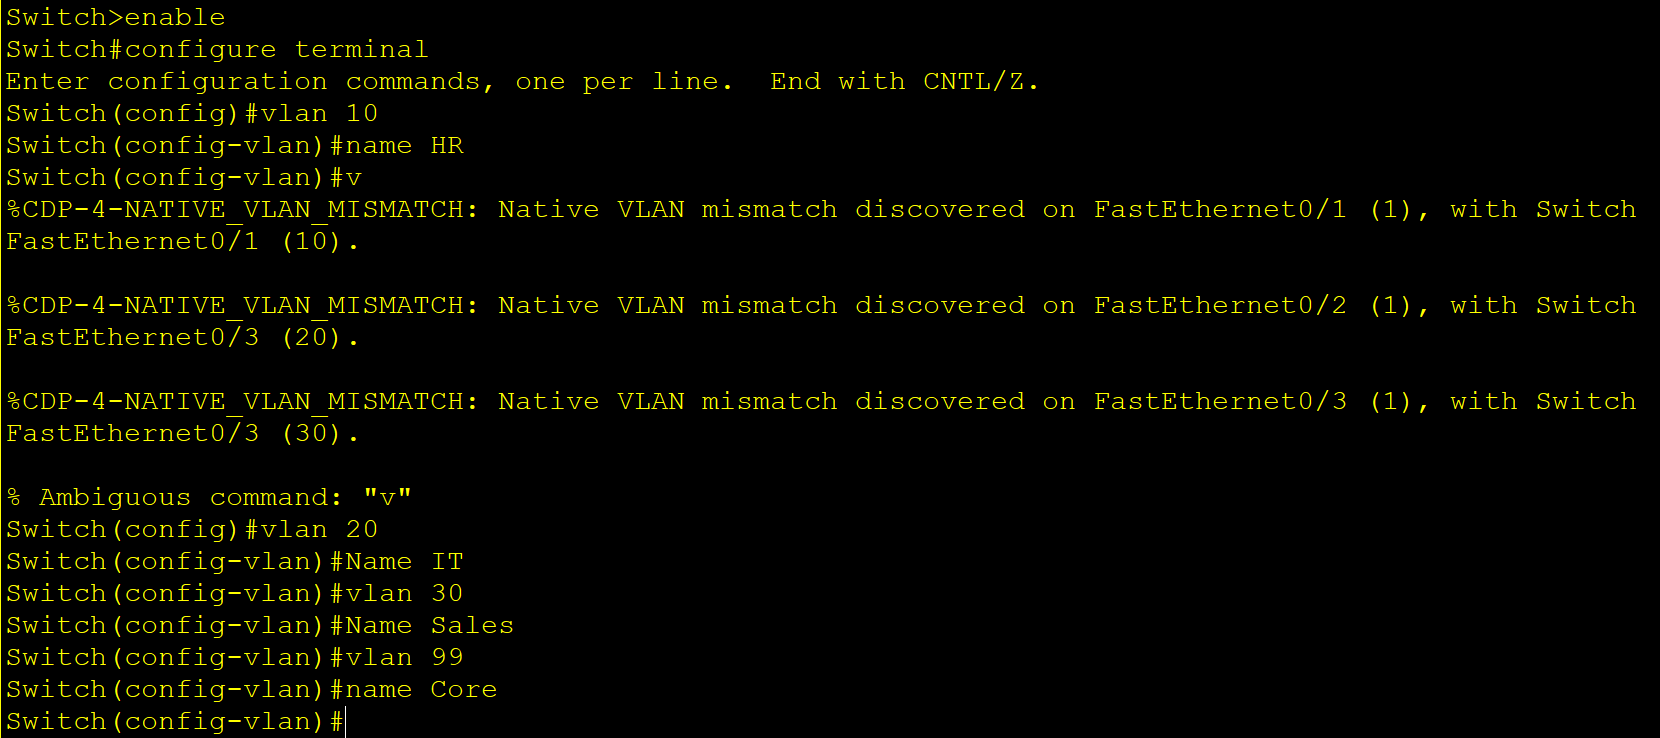 Switch>enable
Switch#configure terminal
Enter configuration commands, one per line.  End with CNTL/Z.
Switch(config)#vlan 10
Switch(config-vlan)#name HR
Switch(config-vlan)#v
%CDP-4-NATIVE_VLAN_MISMATCH: Native VLAN mismatch discovered on FastEthernet0/1 (1), with Switch
FastEthernet0/1 (10).
%CDP-4-NATIVE_VLAN_MISMATCH: Native VLAN mismatch discovered on FastEthernet0/2 (1), with Switch
FastEthernet0/3 (20).
%CDP-4-NATIVE_VLAN_MISMATCH: Native VLAN mismatch discovered on FastEthernet0/3 (1), with Switch
FastEthernet0/3 (30).
% Ambiguous command: "v"
Switch(config)#vlan 20
Switch(config-vlan)#Name IT
Switch(config-vlan)#vlan 30
Switch(config-vlan)#Name Sales
Switch(config-vlan)#vlan 99
Switch(config-vlan)#name Core
Switch(config-vlan)#